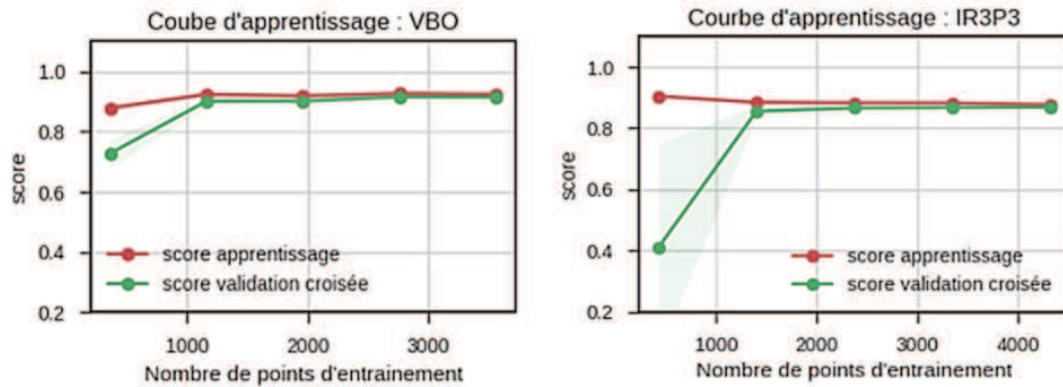 Coube d'apprentissage : VBO
1.0
0.8
0.6
0.4
0.2
score
score apprentissage
score validation croisée
1000 2000 3000
Nombre de points d'entrainement
Courbe d'apprentissage : IR3P3
1.0
0.8
0.6
0.4
0.2
score
score apprentissage
score validation croisée
1000 2000 3000 4000
Nombre de points d'entrainement